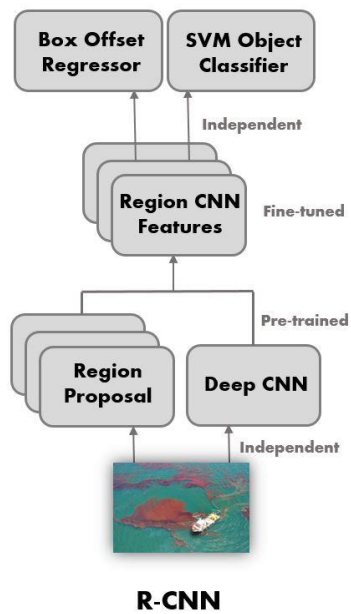 Box Offset
Regressor
SVM Object
Classifier
Independent
Region CNN
Features
Fine-tuned
Pre-trained
Region
Proposal
Deep CNN
Independent
R-CNN